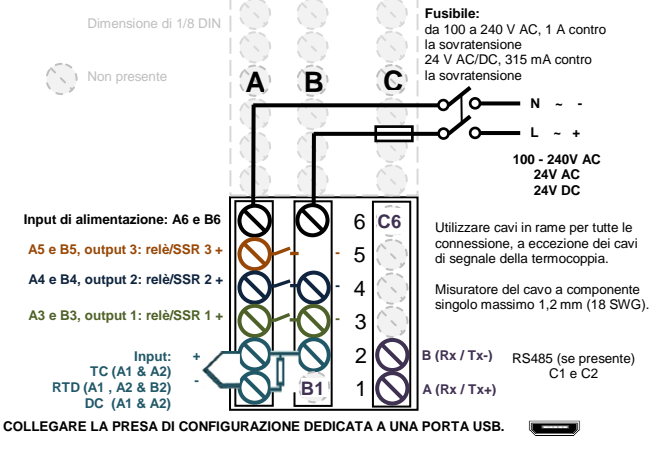 Dimensione di 1/8 DIN
Non presente
A B C
Fusibile:
da 100 a 240 V AC, 1 A contro
la sovratensione
24 V AC/DC, 315 mA contro
la sovratensione
N ~ -
L ~ +
100 - 240V AC
24V AC
24V DC
Input di alimentazione: A6 e B6
6 C6
A5 e B5, output 3: relè/SSR 3 +
- 5
A4 e B4, output 2: relè/SSR 2 +
- 4
A3 e B3, output 1: relè/SSR 1 +
- 3
Utilizzare cavi in rame per tutte le
connessione, a eccezione dei cavi
di segnale della termocoppia.
Misuratore del cavo a componente
singolo massimo 1,2 mm (18 SWG).
Input: +
TC (A1 & A2)
RTD (A1 , A2 & B2) -
DC (A1 & A2)
2
B1 1
B (Rx / Tx-)
A (Rx / Tx+)
RS485 (se presente)
C1 e C2
COLLEGARE LA PRESA DI CONFIGURAZIONE DEDICATA A UNA PORTA USB.